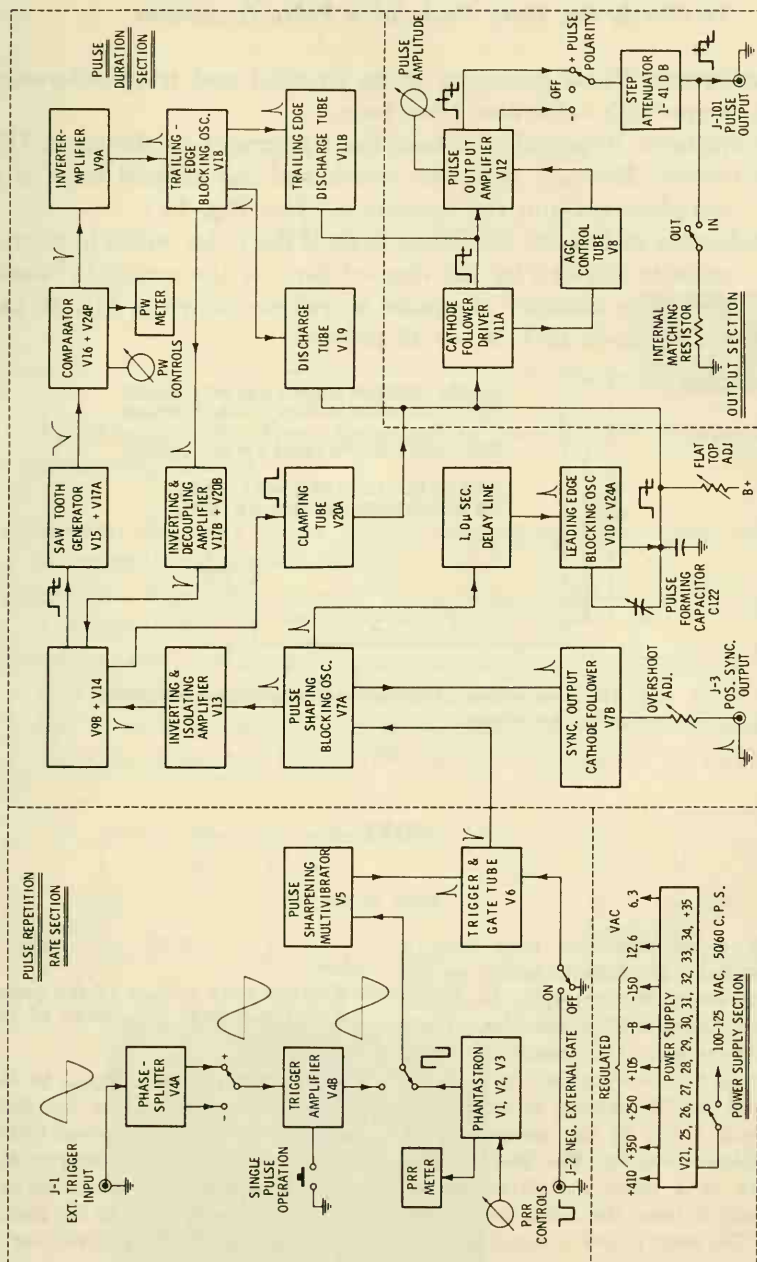 PULSE REPETITION
RATE SECTION
J-1
EXT. TRIGGER
INPUT
PHASE-
SPLITTER
V4A
+
-
TRIGGER
AMPLIFIER
V4B
SINGLE
PULSE
OPERATION
PRR
METER
PHANTASTRON
V1, V2, V3
PRR
CONTROLS
PULSE
SHARPENING
MULTIVIBRATOR
V5
TRIGGER &
GATE TUBE
V6
ON
OFF
J-2 NEG. EXTERNAL GATE
REGULATED
VAC
+410 +350 +250 +105 -B -150 12.6 6.3
POWER SUPPLY
V21, 25, 26, 27, 28, 29, 30, 31, 32, 33, 34, +35
100-125 VAC, 50/60 C.P.S.
POWER SUPPLY SECTION
PULSE
DURATION
SECTION
V9B + V14
SAW TOOTH
GENERATOR
V15 + V17A
COMPARATOR
V16 + V24P
PW
METER
PW
CONTROLS
INVERTER-
MPLIFIER
V9A
INVERTING &
ISOLATING
AMPLIFIER
V13
INVERTING &
DECOUPLING
AMPLIFIER
V17B + V20B
TRAILING -
EDGE
BLOCKING OSC.
V18
PULSE
SHAPING
BLOCKING OSC.
V7A
CLAMPING
TUBE
V20A
DISCHARGE
TUBE
V19
TRAILING EDGE
DISCHARGE TUBE
V11B
1.0 μ SEC.
DELAY LINE
SYNC. OUTPUT
CATHODE FOLLOWER
V7B
OVERSHOOT
ADJ.
J-3
POS. SYNC.
OUTPUT
LEADING EDGE
BLOCKING OSC
V10 + V24A
PULSE
FORMING
CAPACITOR
C122
FLAT
TOP
ADJ
B+
PULSE
AMPLITUDE
CATHODE
FOLLOWER
DRIVER
V11A
PULSE
OUTPUT
AMPLIFIER
V12
AGC CONTROL
TUBE
V8
+ PULSE
POLARITY
OFF
-
STEP
ATTENUATOR
1- 41 D B
J-101
PULSE
OUTPUT
OUT
IN
INTERNAL
MATCHING
RESISTOR
OUTPUT SECTION